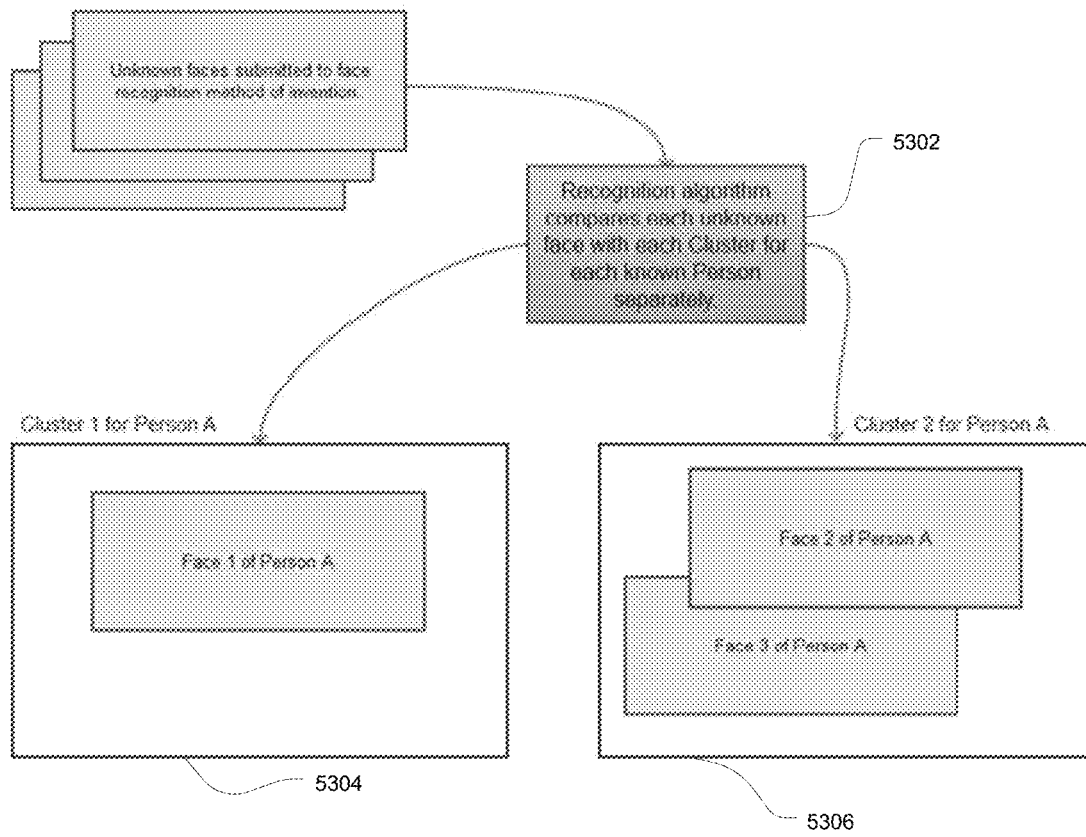 Unknown faces submitted to face
recognition method of invention.
5302
Recognition algorithm
compares each unknown
face with each Cluster for
each known Person
separately
Cluster 1 for Person A
Cluster 2 for Person A
Face 1 of Person A
Face 2 of Person A
Face 3 of Person A
5304
5306